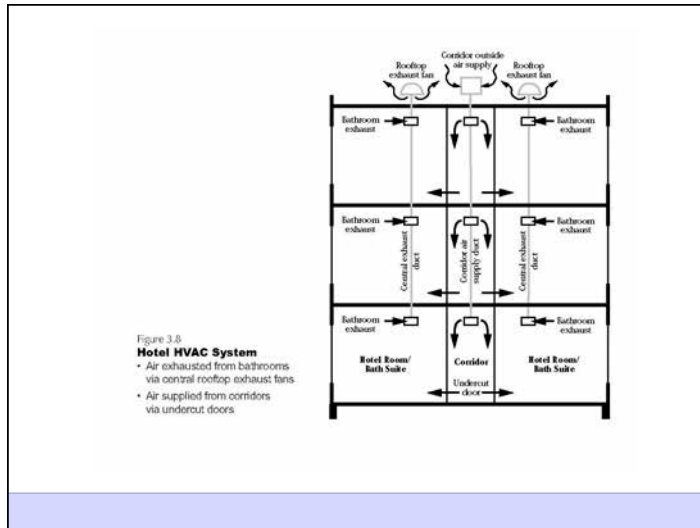 Rooftop
exhaust fan
Corridor outside
air supply
Rooftop
exhaust fan
Bathroom
exhaust
Bathroom
exhaust
Bathroom
exhaust
Central exhaust
duct
Corridor air
supply duct
Central exhaust
duct
Bathroom
exhaust
Bathroom
exhaust
Bathroom
exhaust
Hotel Room/
Bath Suite
Corridor
Hotel Room/
Bath Suite
Undercut
door
Figure 3.8
Hotel HVAC System
• Air exhausted from bathrooms
via central rooftop exhaust fans
• Air supplied from corridors
via undercut doors